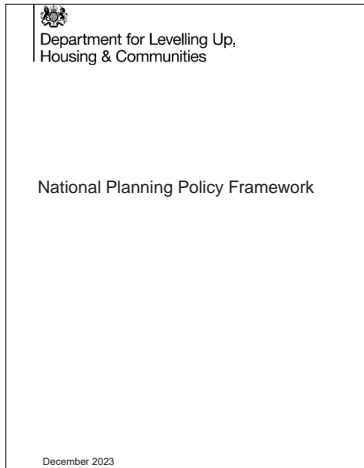 Department for Levelling Up,
Housing & Communities
National Planning Policy Framework
December 2023